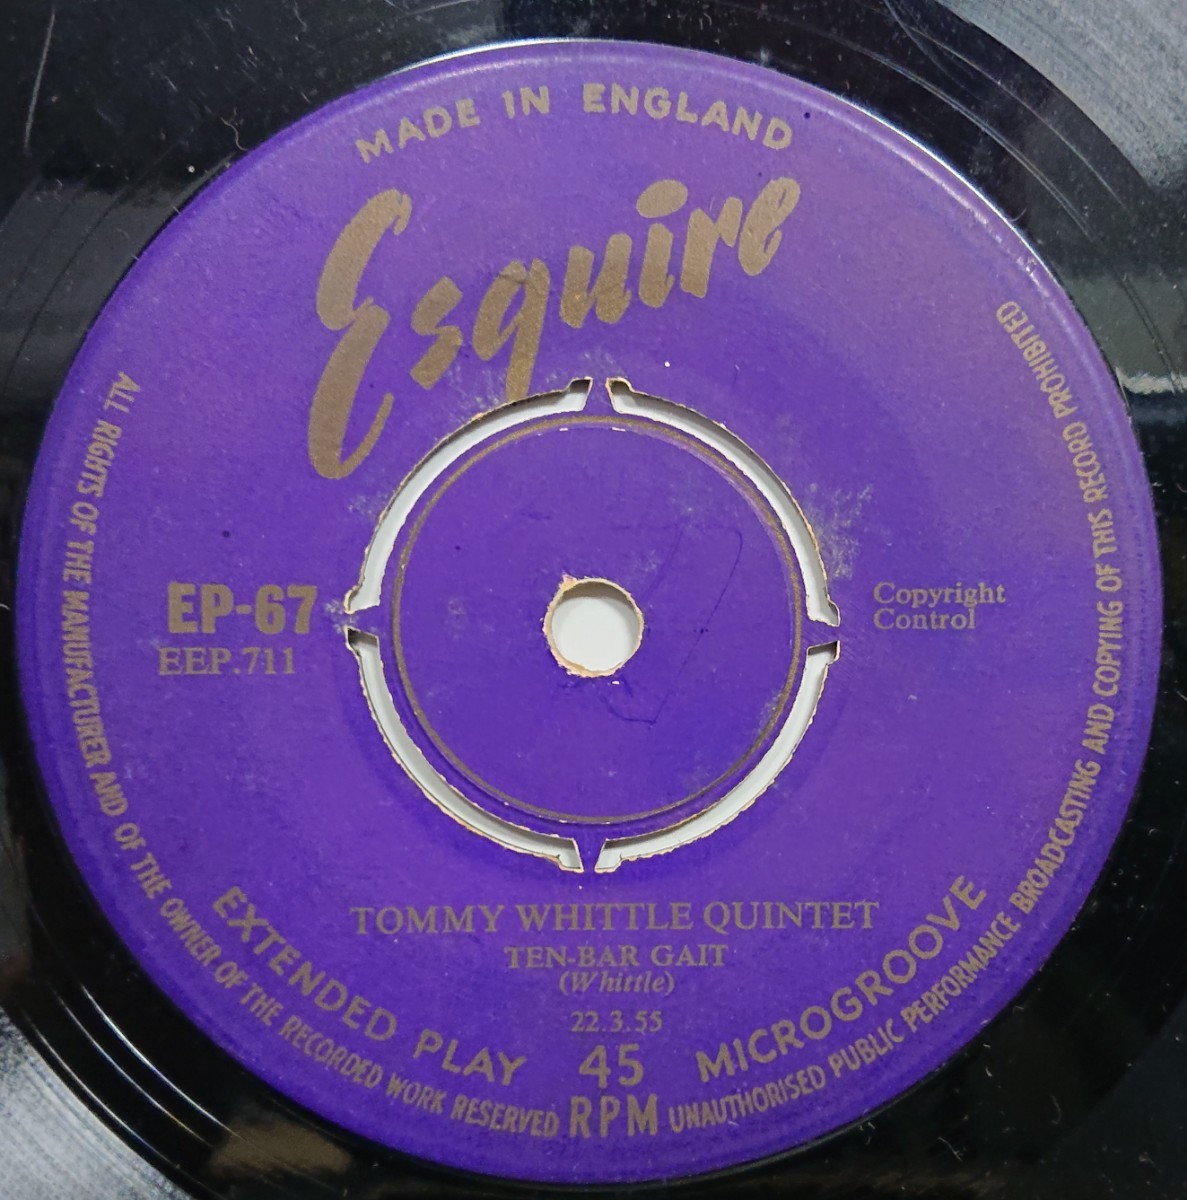 MADE IN ENGLAND
Esquire
EP-67
EEP.711
Copyright
Control
TOMMY WHITTLE QUINTET
TEN-BAR GAIT
(Whittle)
22.3.55
EXTENDED PLAY 45 MICROGROOVE
RPM
ALL RIGHTS OF THE MANUFACTURER AND OF THE OWNER OF THE RECORDED WORK RESERVED
UNAUTHORISED PUBLIC PERFORMANCE BROADCASTING AND COPYING OF THIS RECORD PROHIBITED